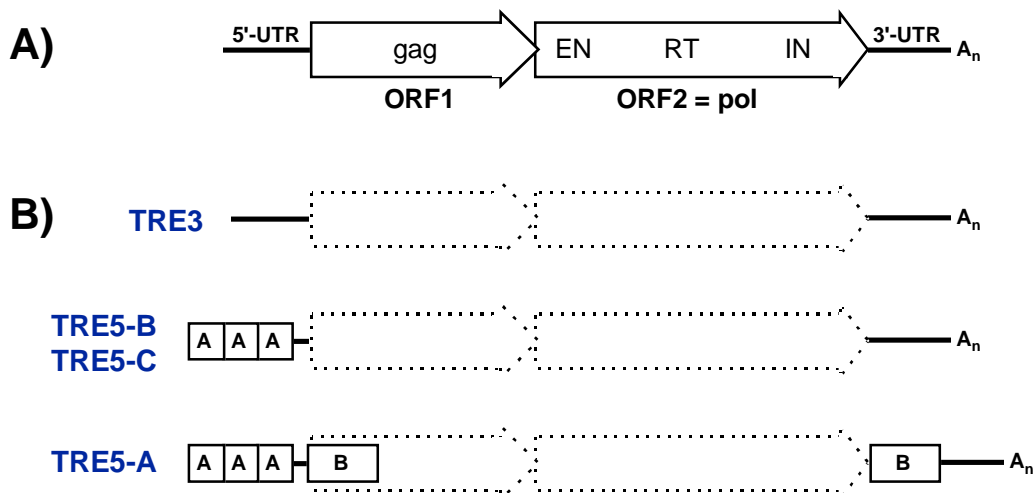 A)
5'-UTR gag EN RT IN 3'-UTR An
ORF1 ORF2 = pol
B)
TRE3 An
TRE5-B
TRE5-C
A A A An
TRE5-A A A A B B An